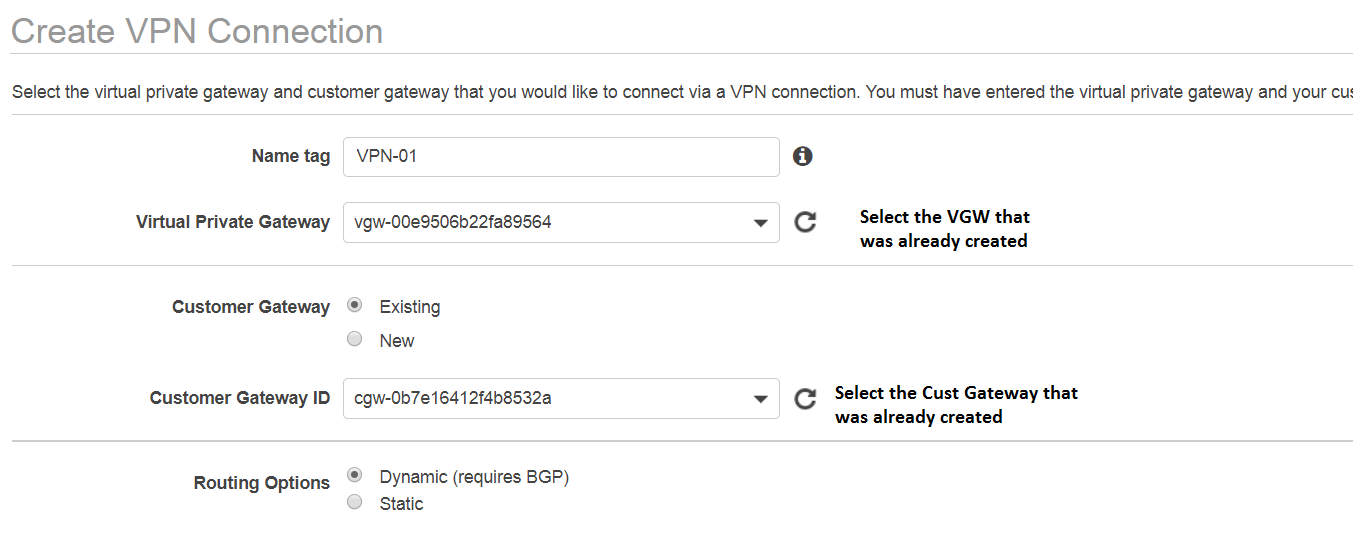 Create VPN Connection
Select the virtual private gateway and customer gateway that you would like to connect via a VPN connection. You must have entered the virtual private gateway and your cus
Name tag VPN-01
Virtual Private Gateway vgw-00e9506b22fa89564
Select the VGW that
was already created
Customer Gateway Existing
New
Customer Gateway ID cgw-0b7e16412f4b8532a
Select the Cust Gateway that
was already created
Routing Options Dynamic (requires BGP)
Static